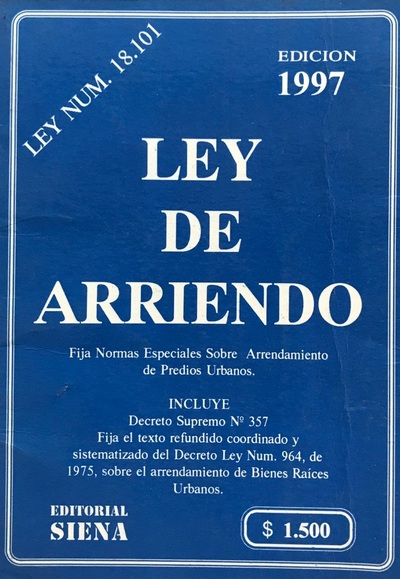 LEY NUM. 18.101
EDICION
1997
LEY
DE
ARRIENDO
Fija Normas Especiales Sobre Arrendamiento
de Predios Urbanos.
INCLUYE
Decreto Supremo Nº 357
Fija el texto refundido coordinado y
sistematizado del Decreto Ley Num. 964, de
1975, sobre el arrendamiento de Bienes Raíces
Urbanos.
EDITORIAL
SIENA
$ 1.500